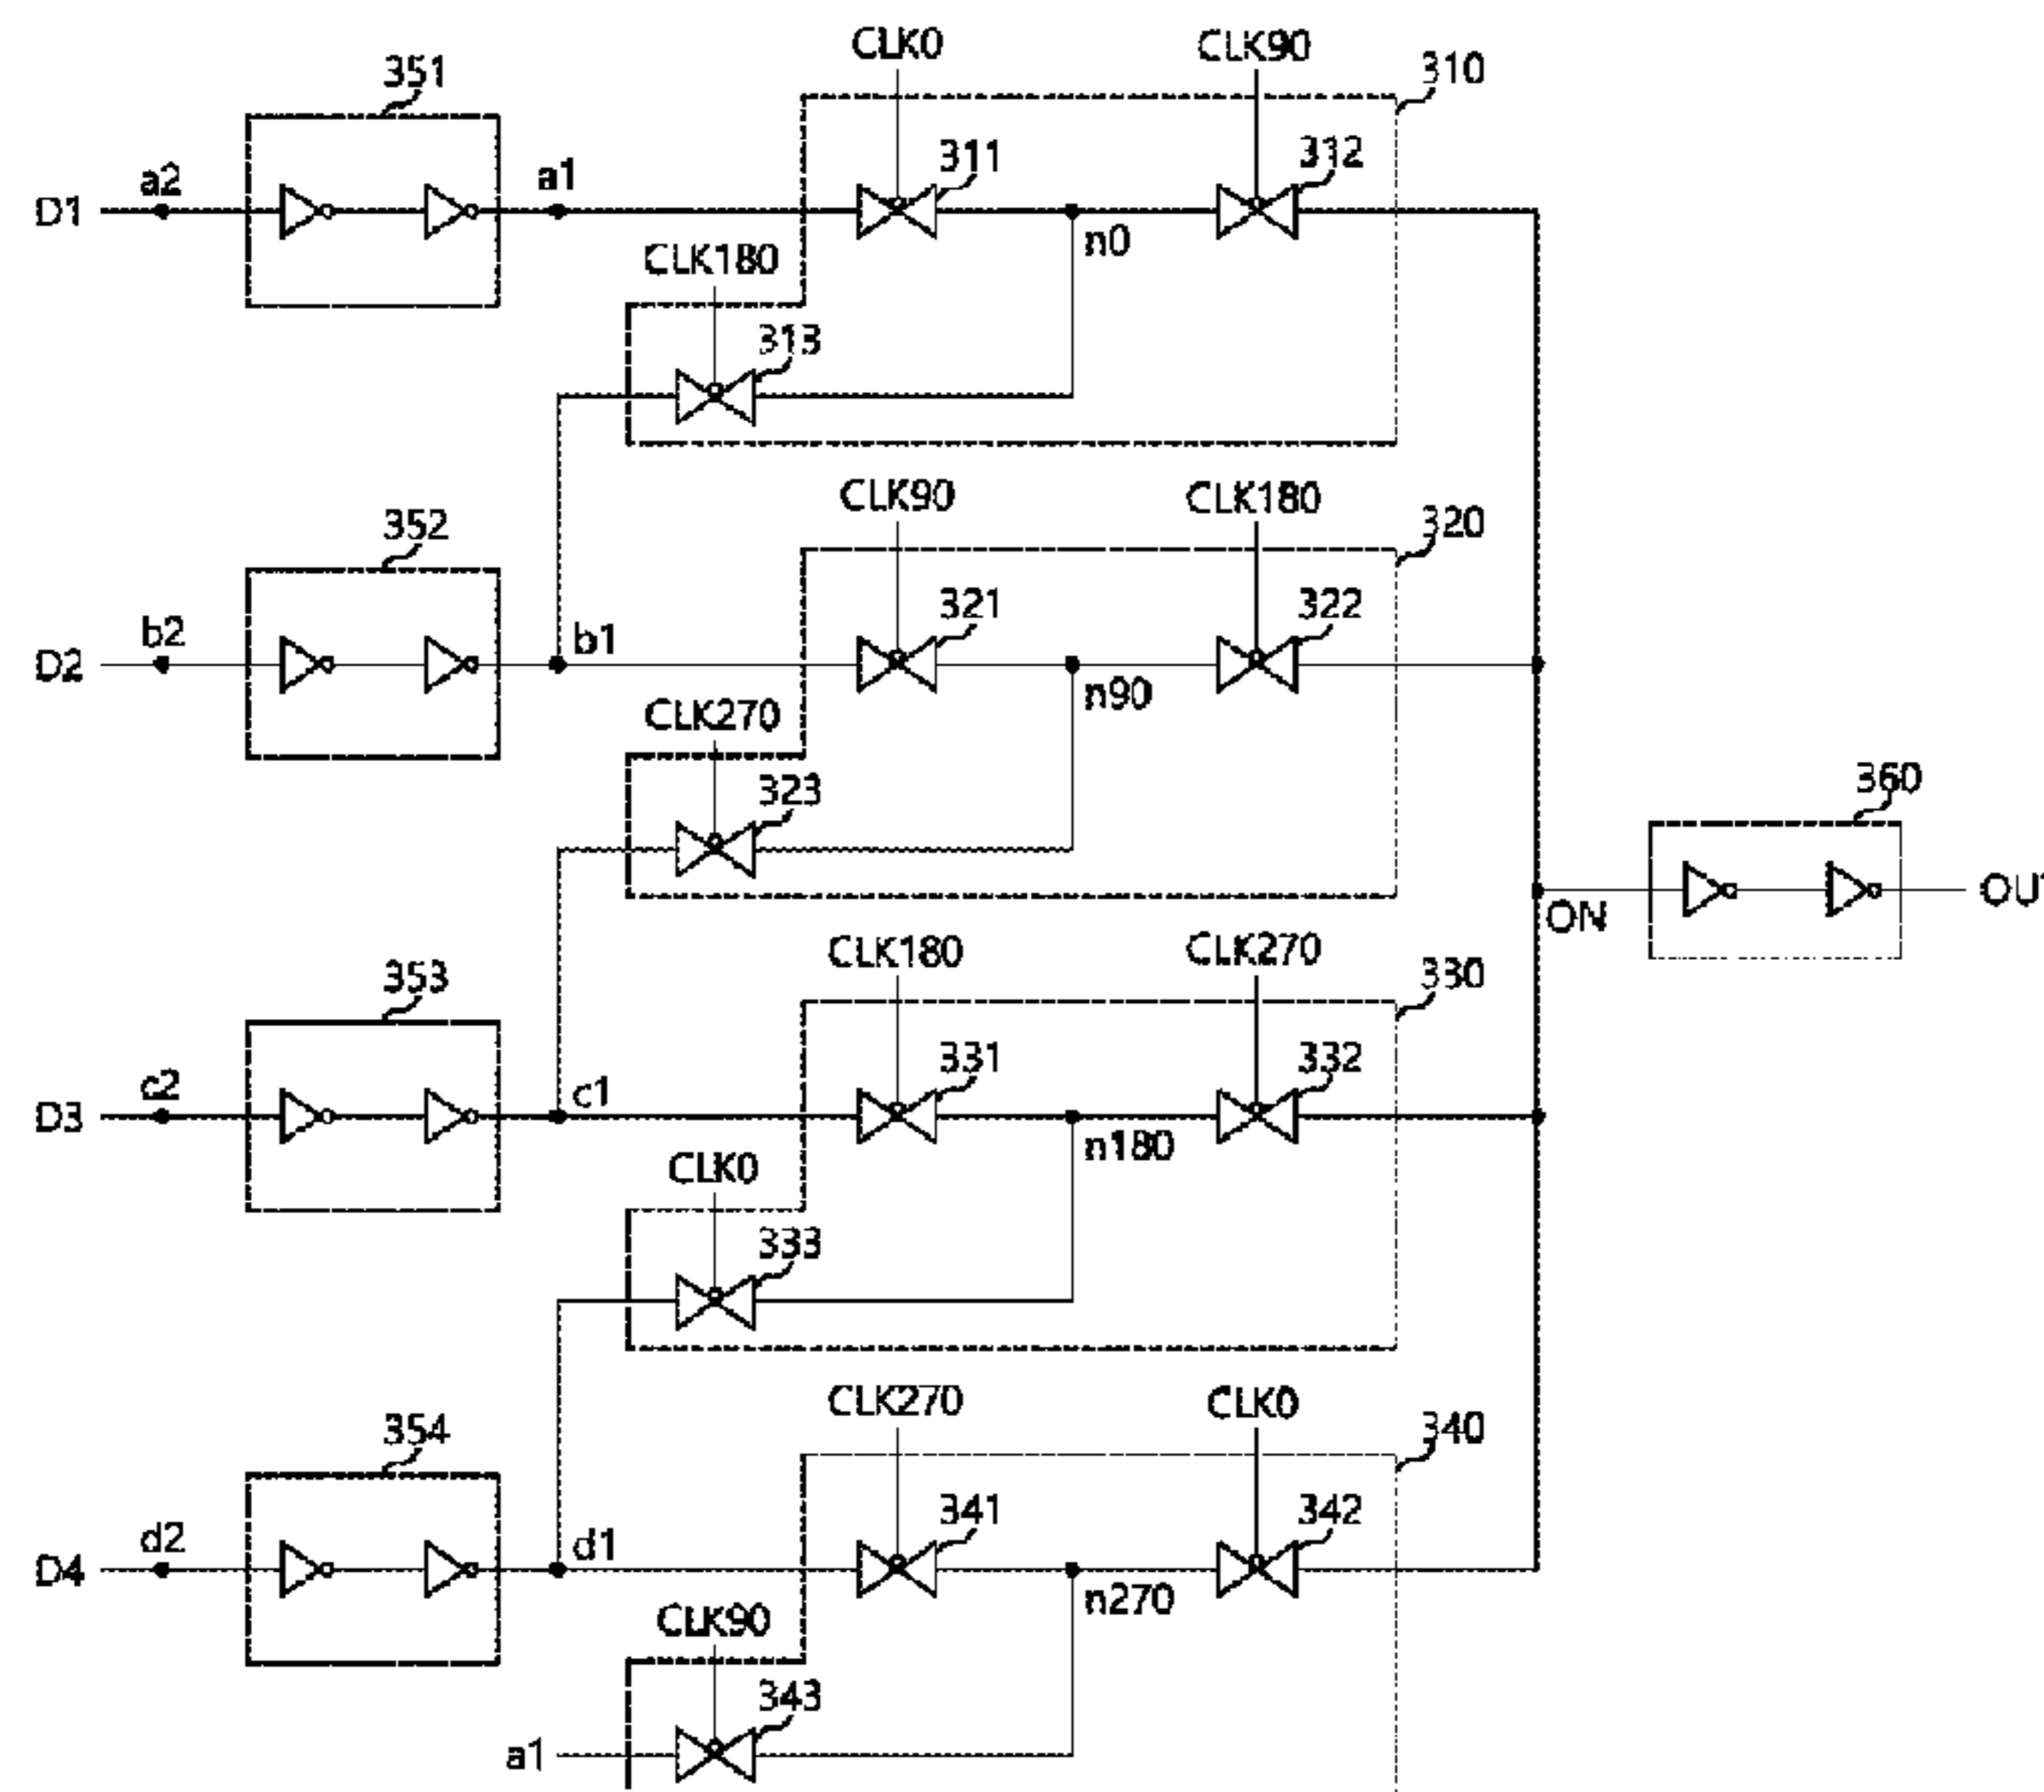 CLK0 CLK90 310
351
311 312
a2 a1
D1
n0
CLK180
313
CLK90 CLK180 320
352
321 322
b2 b1
D2
n90
CLK270
323
360
OU
ON
CLK180 CLK270 330
353
331 332
c2 c1
D3
n180
CLK0
333
CLK270 CLK0 340
354
341 342
d2 d1
D4
n270
CLK90
343
a1